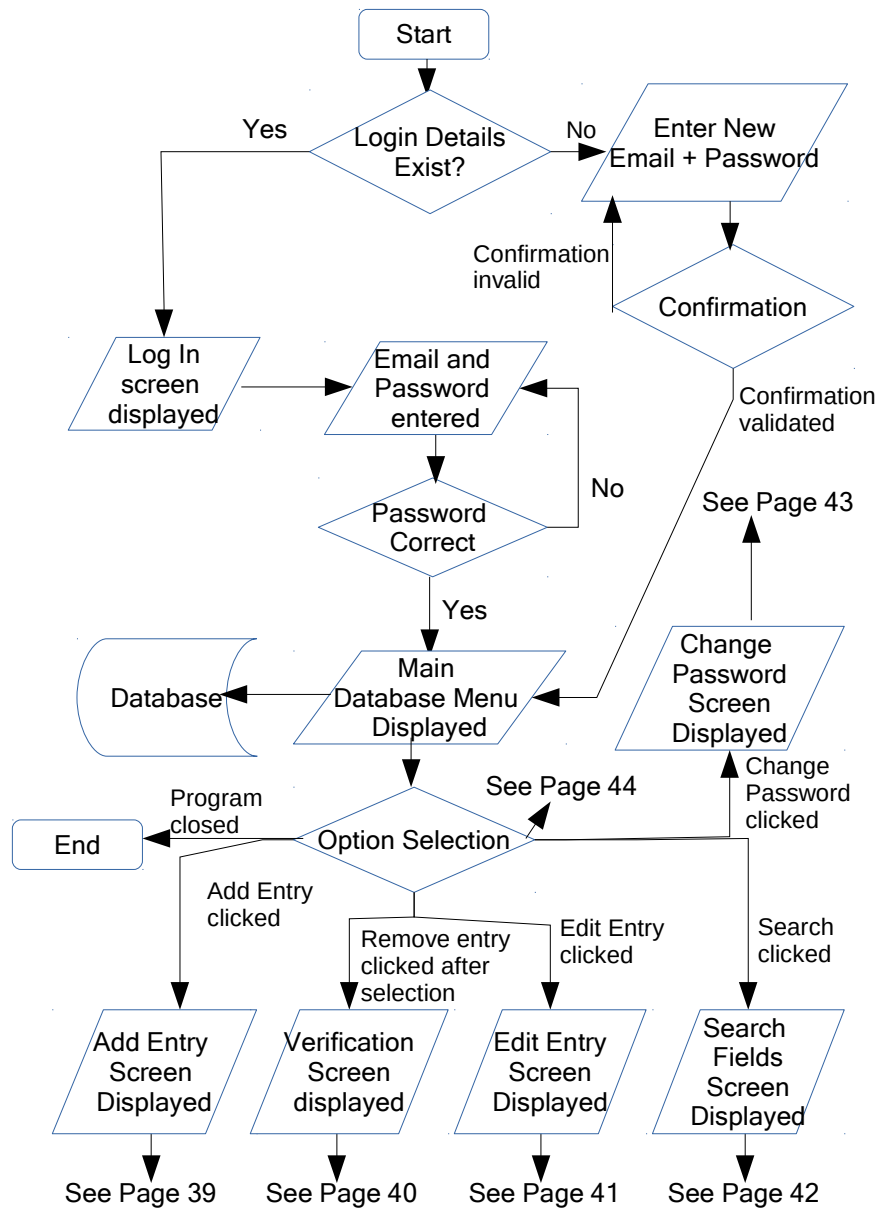 Start
Login Details
Exist?
Yes
No
Enter New
Email + Password
Confirmation
invalid
Confirmation
Confirmation
validated
Log In
screen
displayed
Email and
Password
entered
No
Password
Correct
Yes
See Page 43
Database
Main
Database Menu
Displayed
Change
Password
Screen
Displayed
Change
Password
clicked
See Page 44
Program
closed
End
Option Selection
Add Entry
clicked
Remove entry
clicked after
selection
Edit Entry
clicked
Search
clicked
Add Entry
Screen
Displayed
Verification
Screen
displayed
Edit Entry
Screen
Displayed
Search
Fields
Screen
Displayed
See Page 39
See Page 40
See Page 41
See Page 42